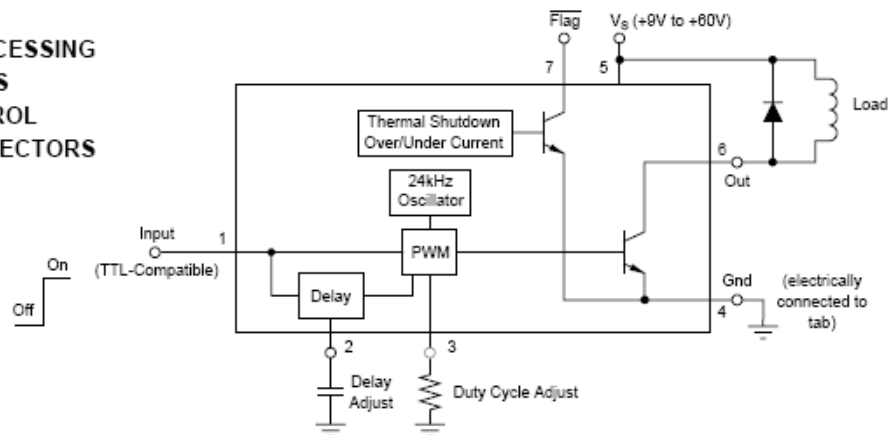 CESSING
S
ROL
ECTORS
Flag
Vs (+9V to +60V)
7
5
Thermal Shutdown
Over/Under Current
Load
6
Out
24kHz
Oscillator
Input
1
(TTL-Compatible)
PWM
On
Off
Delay
Gnd
(electrically
connected to
tab)
4
2
3
Delay
Adjust
Duty Cycle Adjust